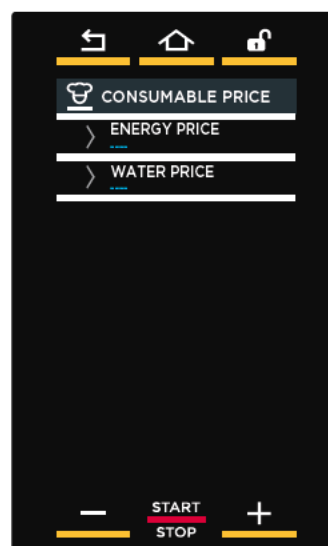 CONSUMABLE PRICE
ENERGY PRICE
----
WATER PRICE
----
START
STOP